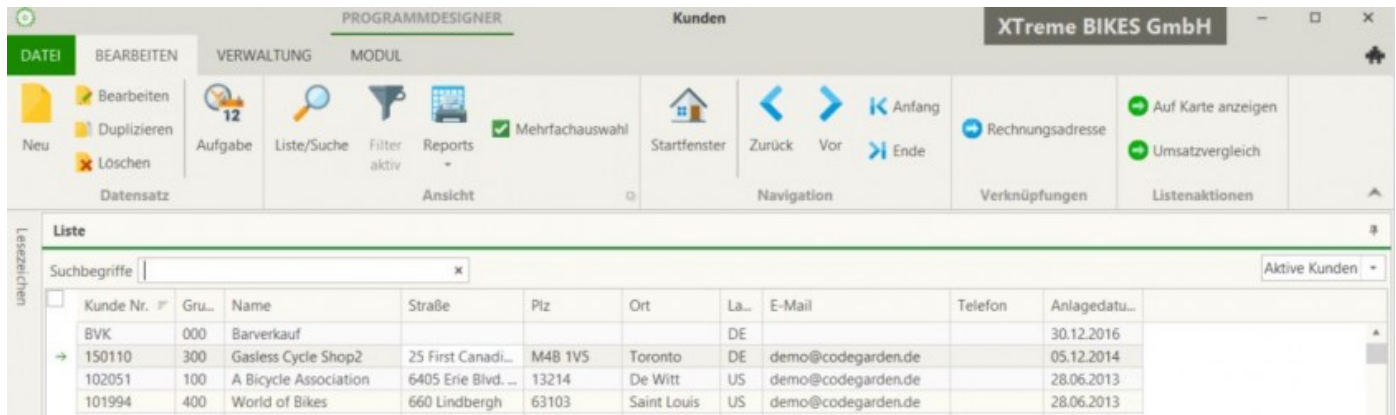 PROGRAMMDESIGNER Kunden XTreme BIKES GmbH
DATEI BEARBEITEN VERWALTUNG MODUL
Neu
Bearbeiten
Duplizieren
Löschen
Datensatz
12
Aufgabe
Liste/Suche
Filter
aktiv
Reports
Mehrfachauswahl
Ansicht
Startfenster
Zurück
Vor
Anfang
Ende
Navigation
Rechnungsadresse
Verknüpfungen
Auf Karte anzeigen
Umsatzvergleich
Listenaktionen
Lesezeichen
Liste
Suchbegriffe
Aktive Kunden
Kunde Nr. Gru... Name Straße Plz Ort La... E-Mail Telefon Anlagedatu...
BVK 000 Barverkauf DE 30.12.2016
150110 300 Gasless Cycle Shop2 25 First Canadi... M4B 1V5 Toronto DE demo@codegarden.de 05.12.2014
102051 100 A Bicycle Association 6405 Erie Blvd. ... 13214 De Witt US demo@codegarden.de 28.06.2013
101994 400 World of Bikes 660 Lindbergh 63103 Saint Louis US demo@codegarden.de 28.06.2013